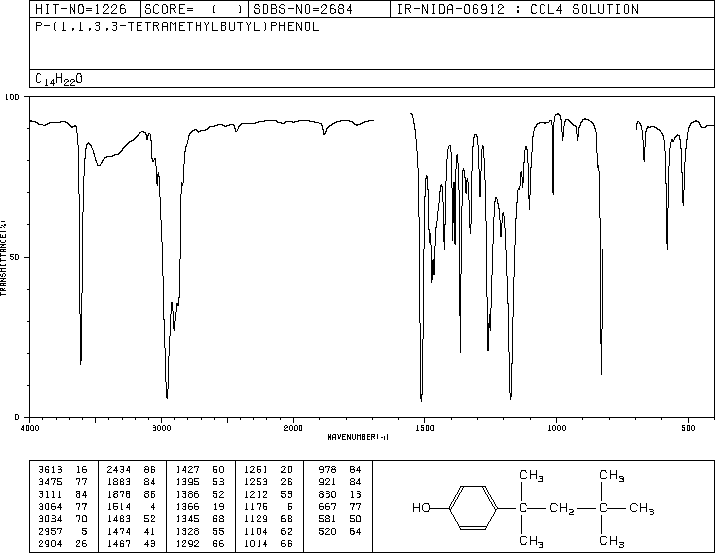 HIT-NO=1226 SCORE= ( ) SDBS-NO=2684 IR-NIDA-06912 : CCL4 SOLUTION
P-(1,1,3,3-TETRAMETHYLBUTYL)PHENOL
C14H22O
100
TRANSMITTANCE(%)
50
0
4000 3000 2000 1500 1000 500
WAVENUMBER(-1)
3613 16 2434 86 1427 60 1261 20 978 84
3475 77 1883 84 1395 53 1253 26 921 84
3111 84 1878 86 1386 52 1212 59 830 13
3064 77 1514 4 1366 19 1176 6 667 77
3034 70 1483 52 1345 68 1129 68 581 50
2957 5 1474 41 1328 55 1104 62 520 64
2904 26 1467 43 1292 66 1014 66
CH3 CH3
HO C CH2 C CH3
CH3 CH3